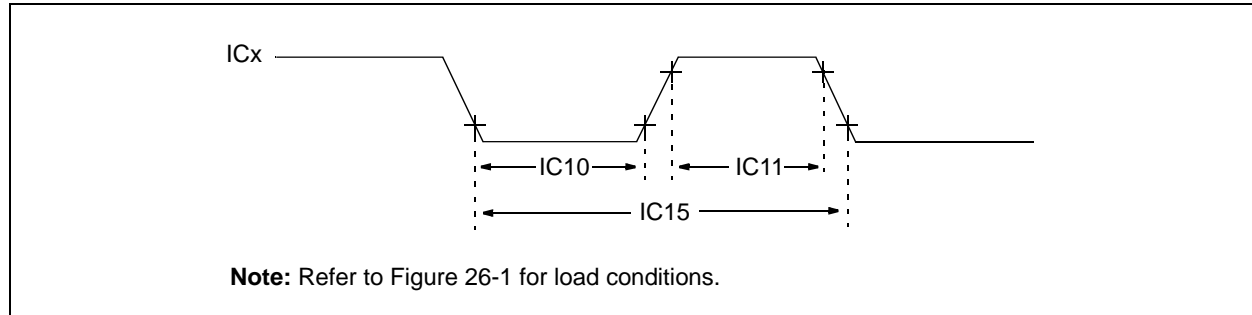 ICx
IC10
IC11
IC15
Note: Refer to Figure 26-1 for load conditions.